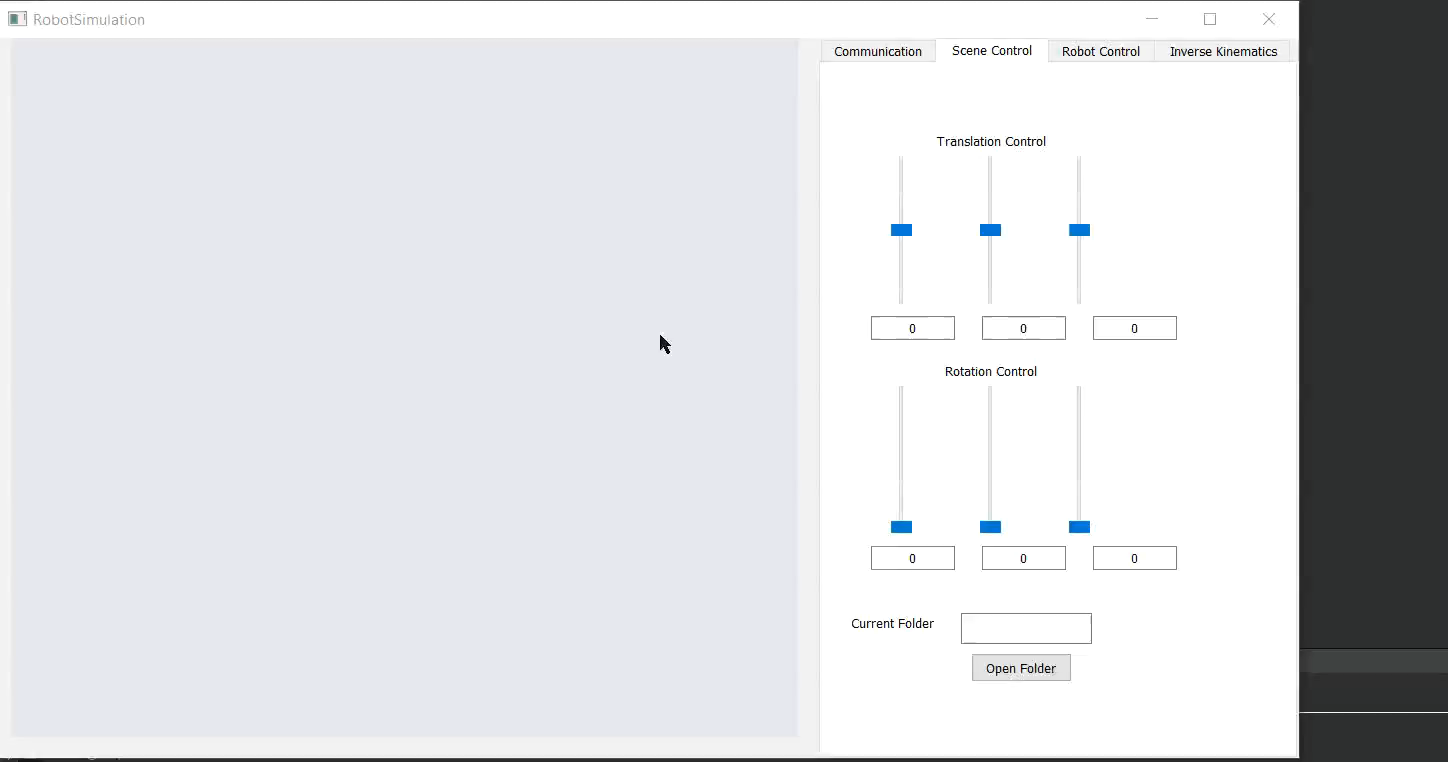 RobotSimulation
Communication Scene Control Robot Control Inverse Kinematics
Translation Control
0 0 0
Rotation Control
0 0 0
Current Folder
Open Folder